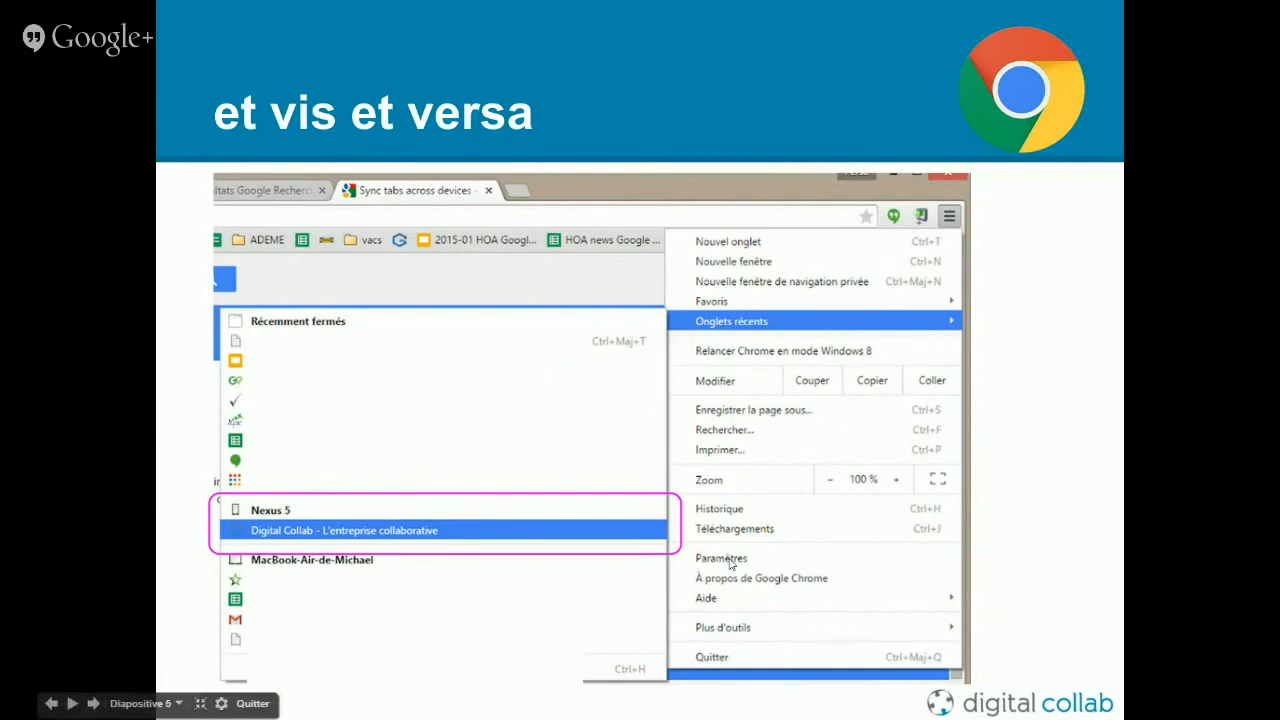 Google+
et vis et versa
ltats Google Recherc
Sync tabs across devices -
ADEME
vacs
2015-01 HOA Googl...
HOA news Google ...
Nouvel onglet Ctrl+T
Nouvelle fenêtre Ctrl+N
Nouvelle fenêtre de navigation privée Ctrl+Maj+N
Favoris
Onglets récents
Récemment fermés
Ctrl+Maj+T
Relancer Chrome en mode Windows 8
Modifier Couper Copier Coller
Enregistrer la page sous... Ctrl+S
Rechercher... Ctrl+F
Imprimer... Ctrl+P
Zoom - 100 % +
Nexus 5
Digital Collab - L'entreprise collaborative
MacBook-Air-de-Michael
Ctrl+H
Historique Ctrl+H
Téléchargements Ctrl+J
Paramètres
À propos de Google Chrome
Aide
Plus d'outils
Quitter Ctrl+Maj+Q
Diapositive 6
Quitter
digital collab